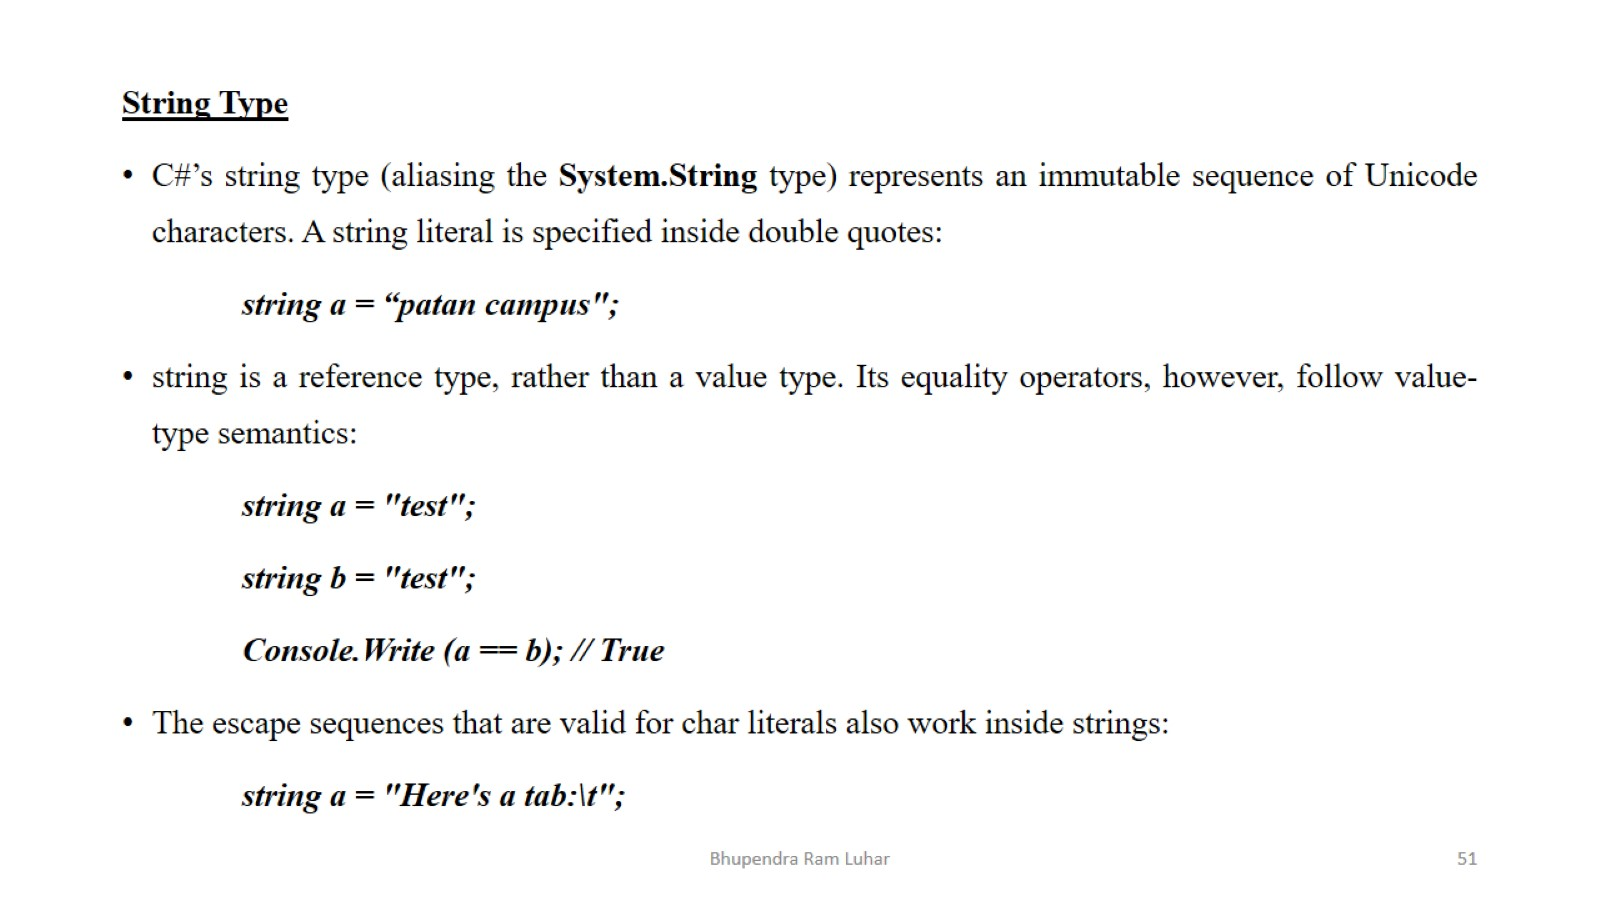 String Type
• C#’s string type (aliasing the System.String type) represents an immutable sequence of Unicode
characters. A string literal is specified inside double quotes:
string a = “patan campus";
• string is a reference type, rather than a value type. Its equality operators, however, follow value-
type semantics:
string a = "test";
string b = "test";
Console.Write (a == b); // True
• The escape sequences that are valid for char literals also work inside strings:
string a = "Here's a tab:\t";
Bhupendra Ram Luhar
51